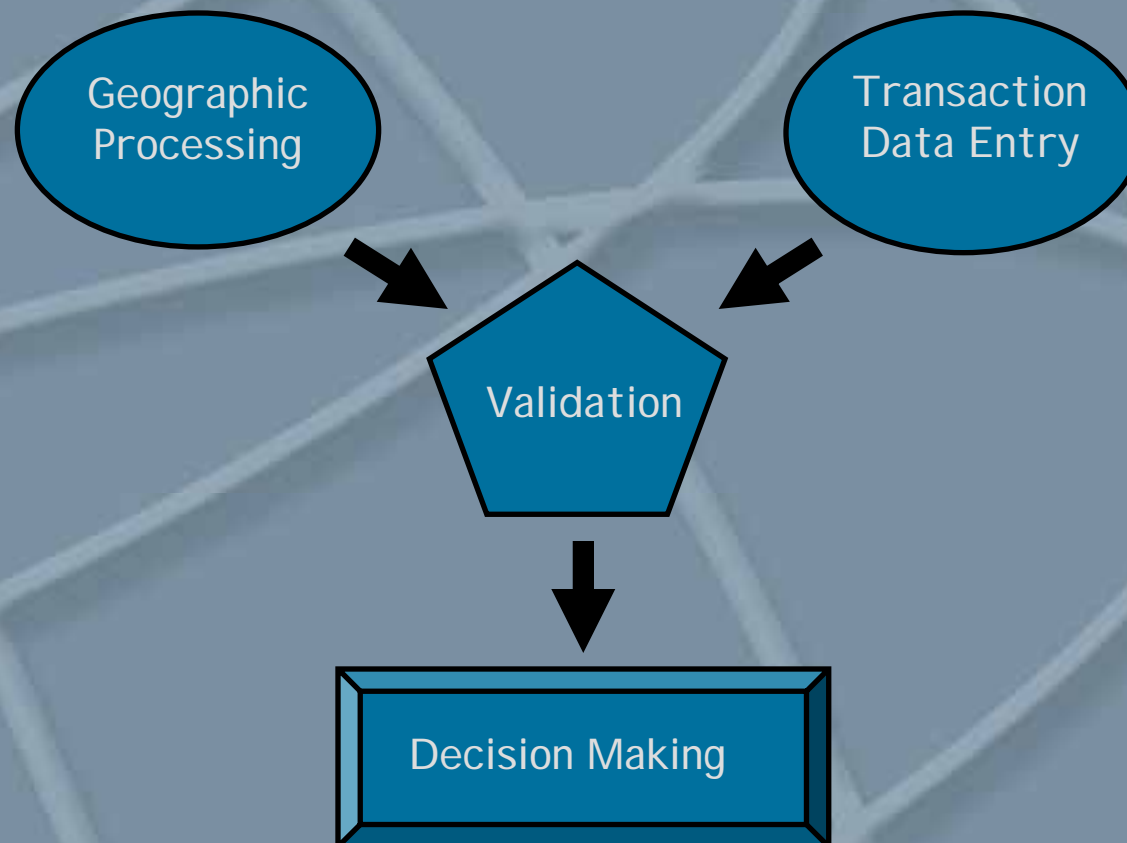 Geographic
Processing
Transaction
Data Entry
Validation
Decision Making